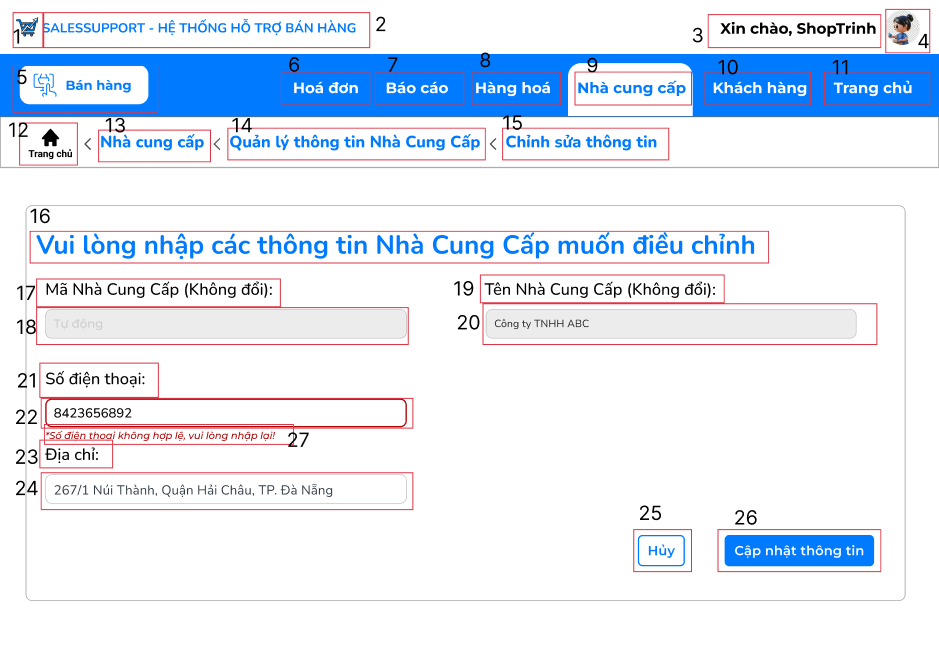 1
SALESSUPPORT - HỆ THỐNG HỖ TRỢ BÁN HÀNG
2
3
Xin chào, ShopTrinh
4
5
Bán hàng
6
Hoá đơn
7
Báo cáo
8
Hàng hoá
9
Nhà cung cấp
10
Khách hàng
11
Trang chủ
12
Trang chủ
13
Nhà cung cấp
14
Quản lý thông tin Nhà Cung Cấp
15
Chỉnh sửa thông tin
16
Vui lòng nhập các thông tin Nhà Cung Cấp muốn điều chỉnh
17
Mã Nhà Cung Cấp (Không đổi):
18
Tự động
19
Tên Nhà Cung Cấp (Không đổi):
20
Công ty TNHH ABC
21
Số điện thoại:
22
8423656892
*Số điện thoại không hợp lệ, vui lòng nhập lại!
27
23
Địa chỉ:
24
267/1 Núi Thành, Quận Hải Châu, TP. Đà Nẵng
25
Hủy
26
Cập nhật thông tin